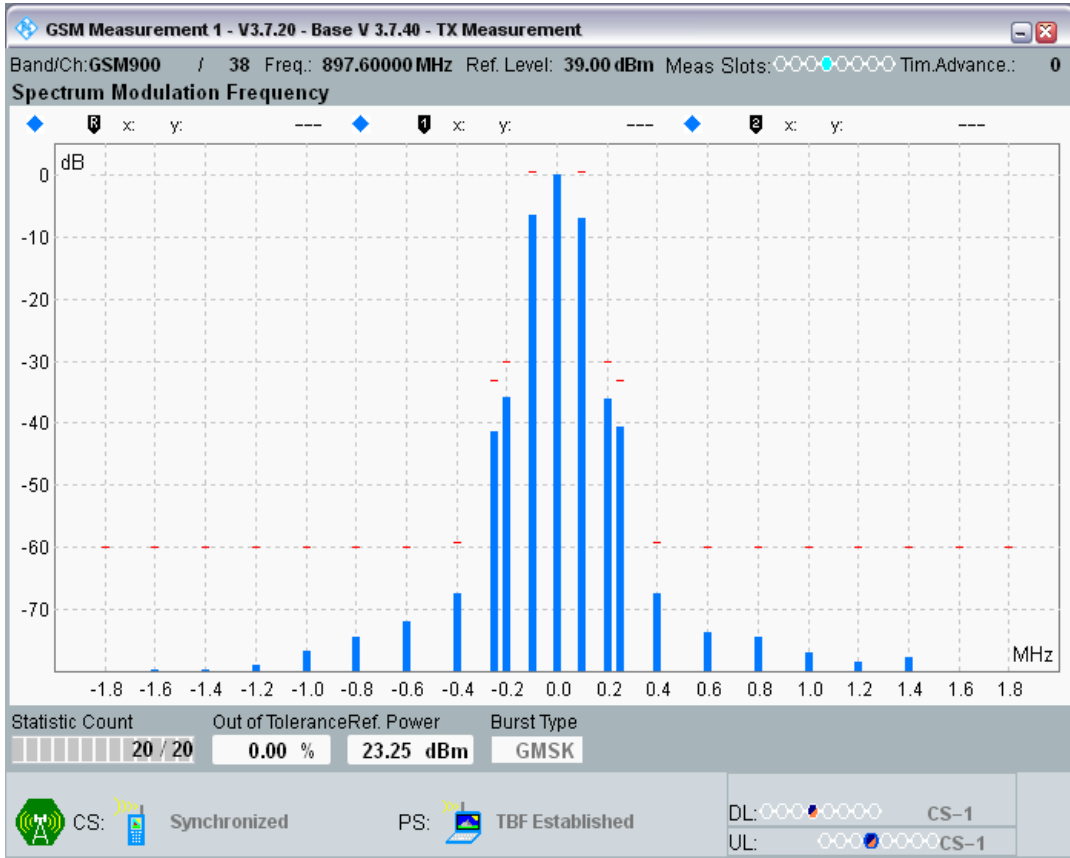 GSM Measurement 1 - V3.7.20 - Base V 3.7.40 - TX Measurement
Band/Ch:GSM900 / 38 Freq.: 897.60000 MHz Ref. Level: 39.00 dBm Meas Slots: Tim.Advance.: 0
Spectrum Modulation Frequency
R x: y: --- 1 x: y: --- 2 x: y: ---
dB
0
-10
-20
-30
-40
-50
-60
-70
MHz
-1.8 -1.6 -1.4 -1.2 -1.0 -0.8 -0.6 -0.4 -0.2 0.0 0.2 0.4 0.6 0.8 1.0 1.2 1.4 1.6 1.8
Statistic Count Out of Tolerance Ref. Power Burst Type
20 / 20 0.00 % 23.25 dBm GMSK
CS: Synchronized PS: TBF Established
DL: CS-1
UL: CS-1